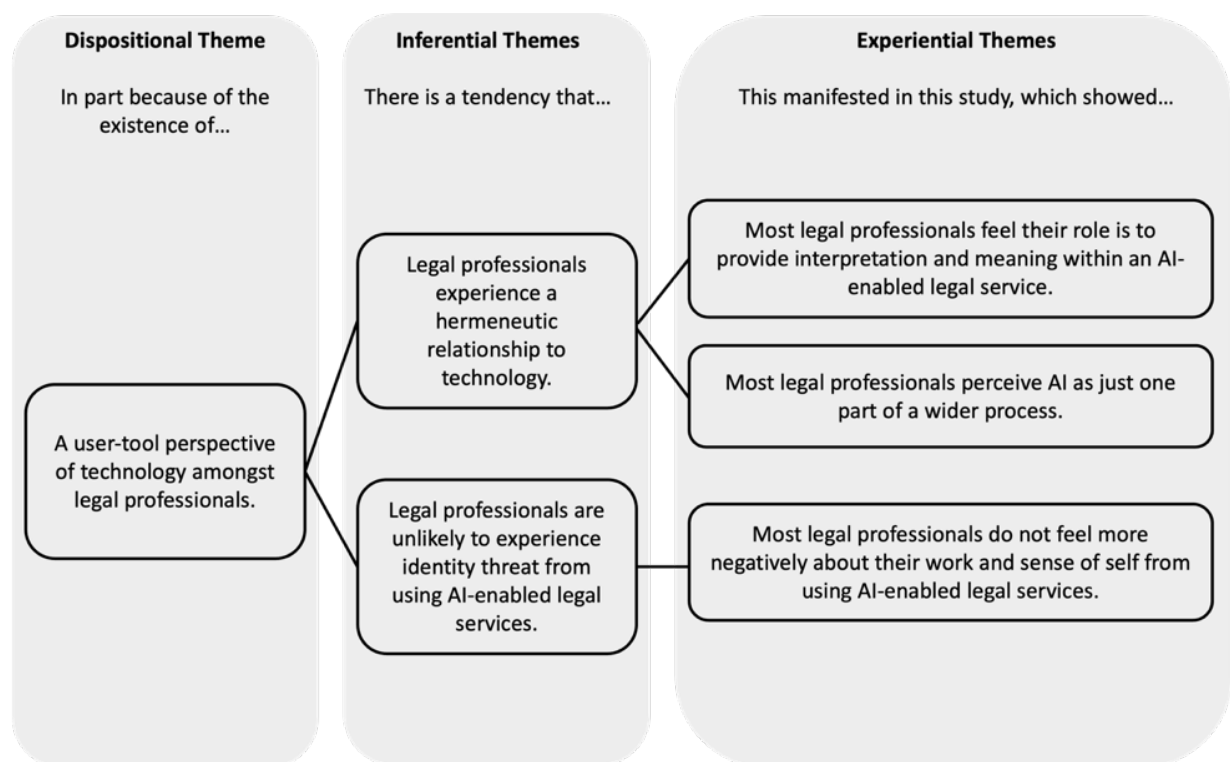 Dispositional Theme
In part because of the
existence of...
Inferential Themes
There is a tendency that...
Experiential Themes
This manifested in this study, which showed...
A user-tool perspective
of technology amongst
legal professionals.
Legal professionals
experience a
hermeneutic
relationship to
technology.
Legal professionals are
unlikely to experience
identity threat from
using AI-enabled legal
services.
Most legal professionals feel their role is to
provide interpretation and meaning within an AI-
enabled legal service.
Most legal professionals perceive AI as just one
part of a wider process.
Most legal professionals do not feel more
negatively about their work and sense of self from
using AI-enabled legal services.